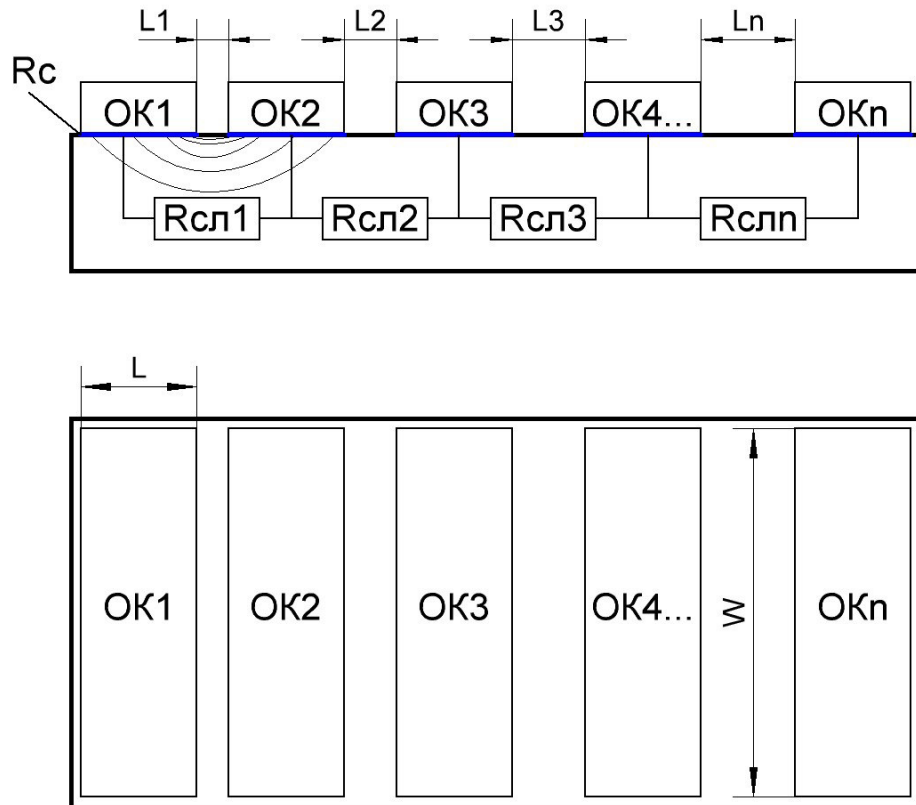 L1 L2 L3 Ln
Rc
ОК1 ОК2 ОК3 ОК4... ОКn
Rсл1 Rсл2 Rсл3 Rслn
L
ОК1 ОК2 ОК3 ОК4... W ОКn